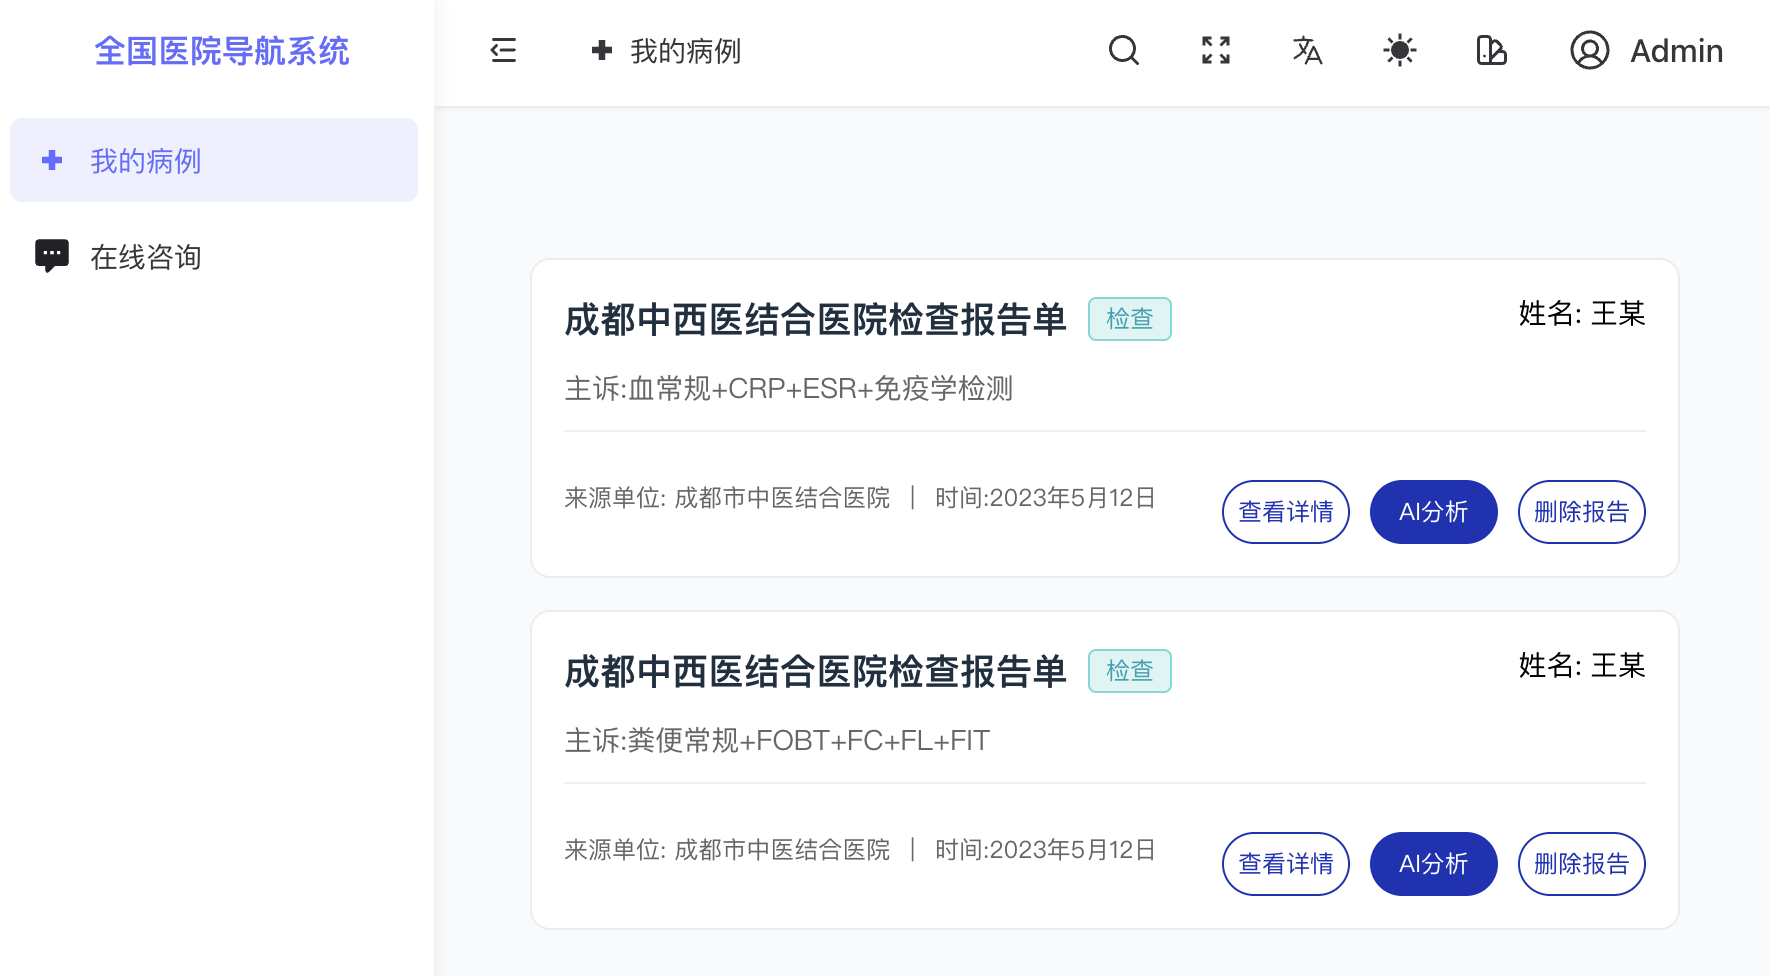 全国医院导航系统
我的病例
在线咨询
我的病例
Admin
成都中西医结合医院检查报告单 检查
姓名: 王某
主诉:血常规+CRP+ESR+免疫学检测
来源单位: 成都市中医结合医院 | 时间:2023年5月12日
查看详情 AI分析 删除报告
成都中西医结合医院检查报告单 检查
姓名: 王某
主诉:粪便常规+FOBT+FC+FL+FIT
来源单位: 成都市中医结合医院 | 时间:2023年5月12日
查看详情 AI分析 删除报告